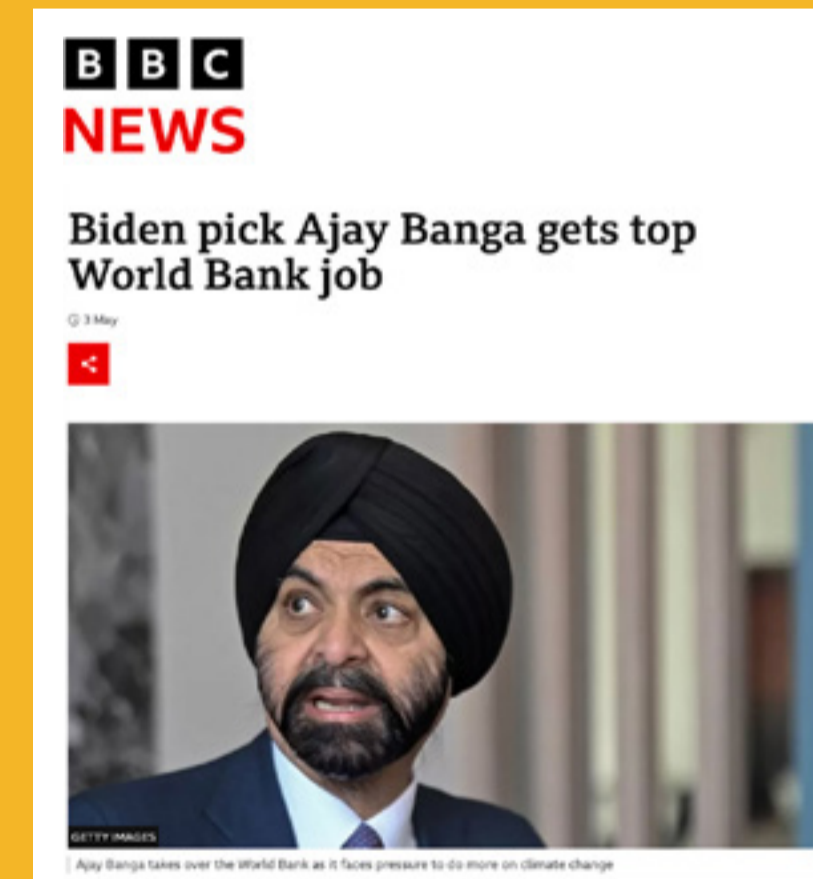 BBC
NEWS
Biden pick Ajay Banga gets top
World Bank job
3 May
GETTY IMAGES
Ajay Banga takes over the World Bank as it faces pressure to do more on climate change